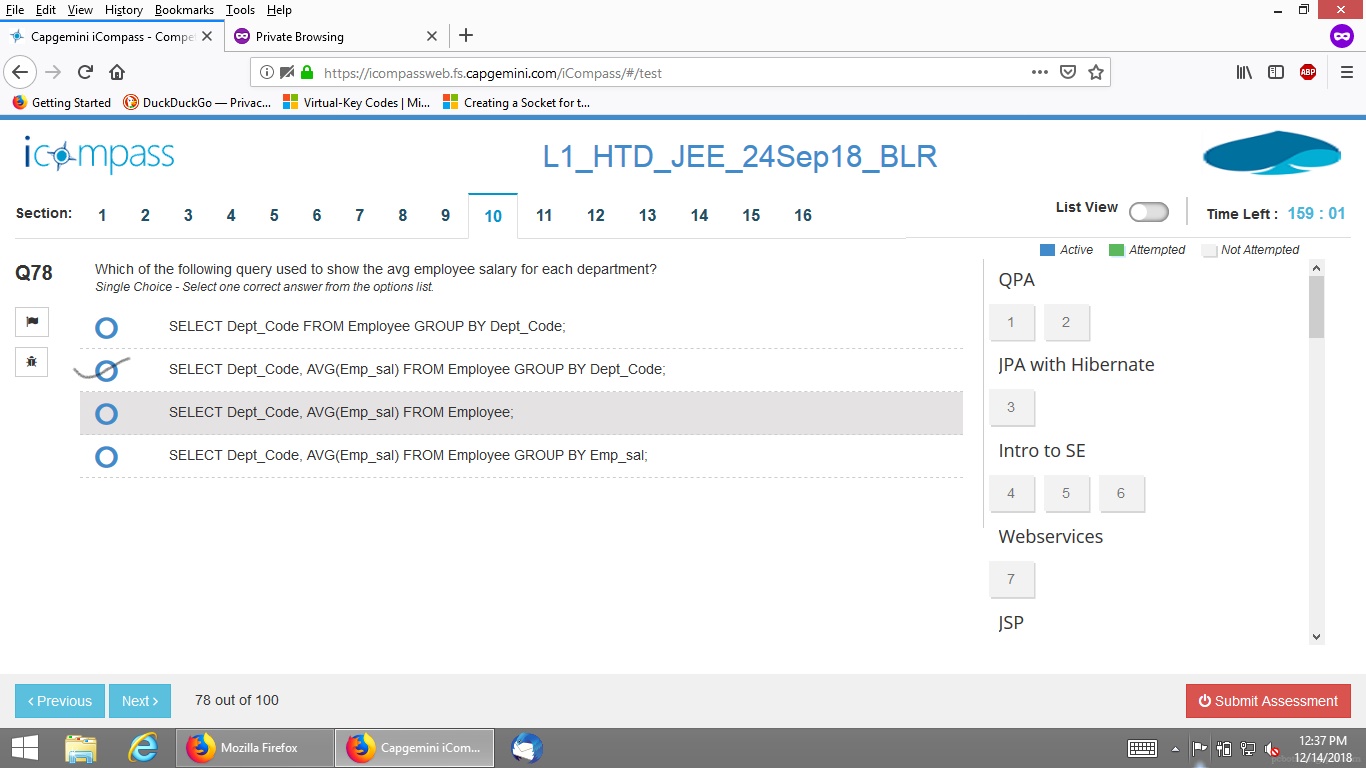 File Edit View History Bookmarks Tools Help
Capgemini iCompass - Compe
Private Browsing
https://icompassweb.fs.capgemini.com/iCompass/#/test
ABP
Getting Started
DuckDuckGo — Privac...
Virtual-Key Codes | Mi...
Creating a Socket for t...
icompass
L1_HTD_JEE_24Sep18_BLR
Section: 1 2 3 4 5 6 7 8 9 10 11 12 13 14 15 16
List View
Time Left : 159 : 01
Active Attempted Not Attempted
Q78
Which of the following query used to show the avg employee salary for each department?
Single Choice - Select one correct answer from the options list.
SELECT Dept_Code FROM Employee GROUP BY Dept_Code;
SELECT Dept_Code, AVG(Emp_sal) FROM Employee GROUP BY Dept_Code;
SELECT Dept_Code, AVG(Emp_sal) FROM Employee;
SELECT Dept_Code, AVG(Emp_sal) FROM Employee GROUP BY Emp_sal;
QPA
1 2
JPA with Hibernate
3
Intro to SE
4 5 6
Webservices
7
JSP
Previous
Next
78 out of 100
Submit Assessment
Mozilla Firefox
Capgemini iCom...
12:37 PM
12/14/2018